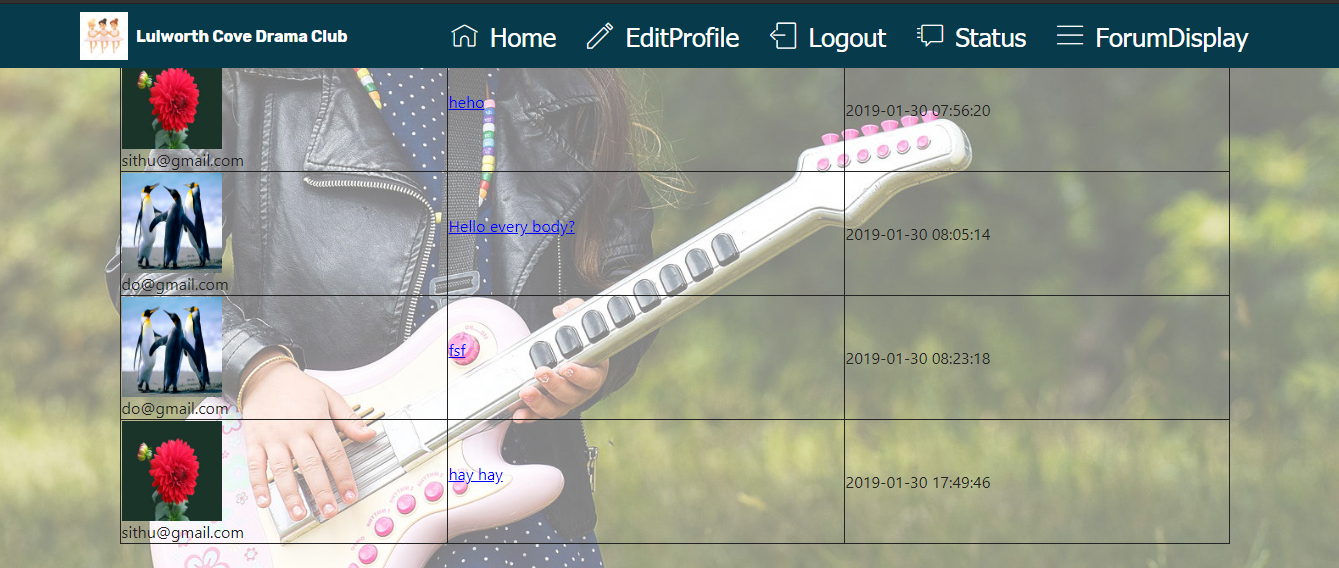 Lulworth Cove Drama Club
Home
EditProfile
Logout
Status
ForumDisplay
heho
2019-01-30 07:56:20
sithu@gmail.com
Hello every body?
2019-01-30 08:05:14
do@gmail.com
fsf
2019-01-30 08:23:18
do@gmail.com
hay hay
2019-01-30 17:49:46
sithu@gmail.com